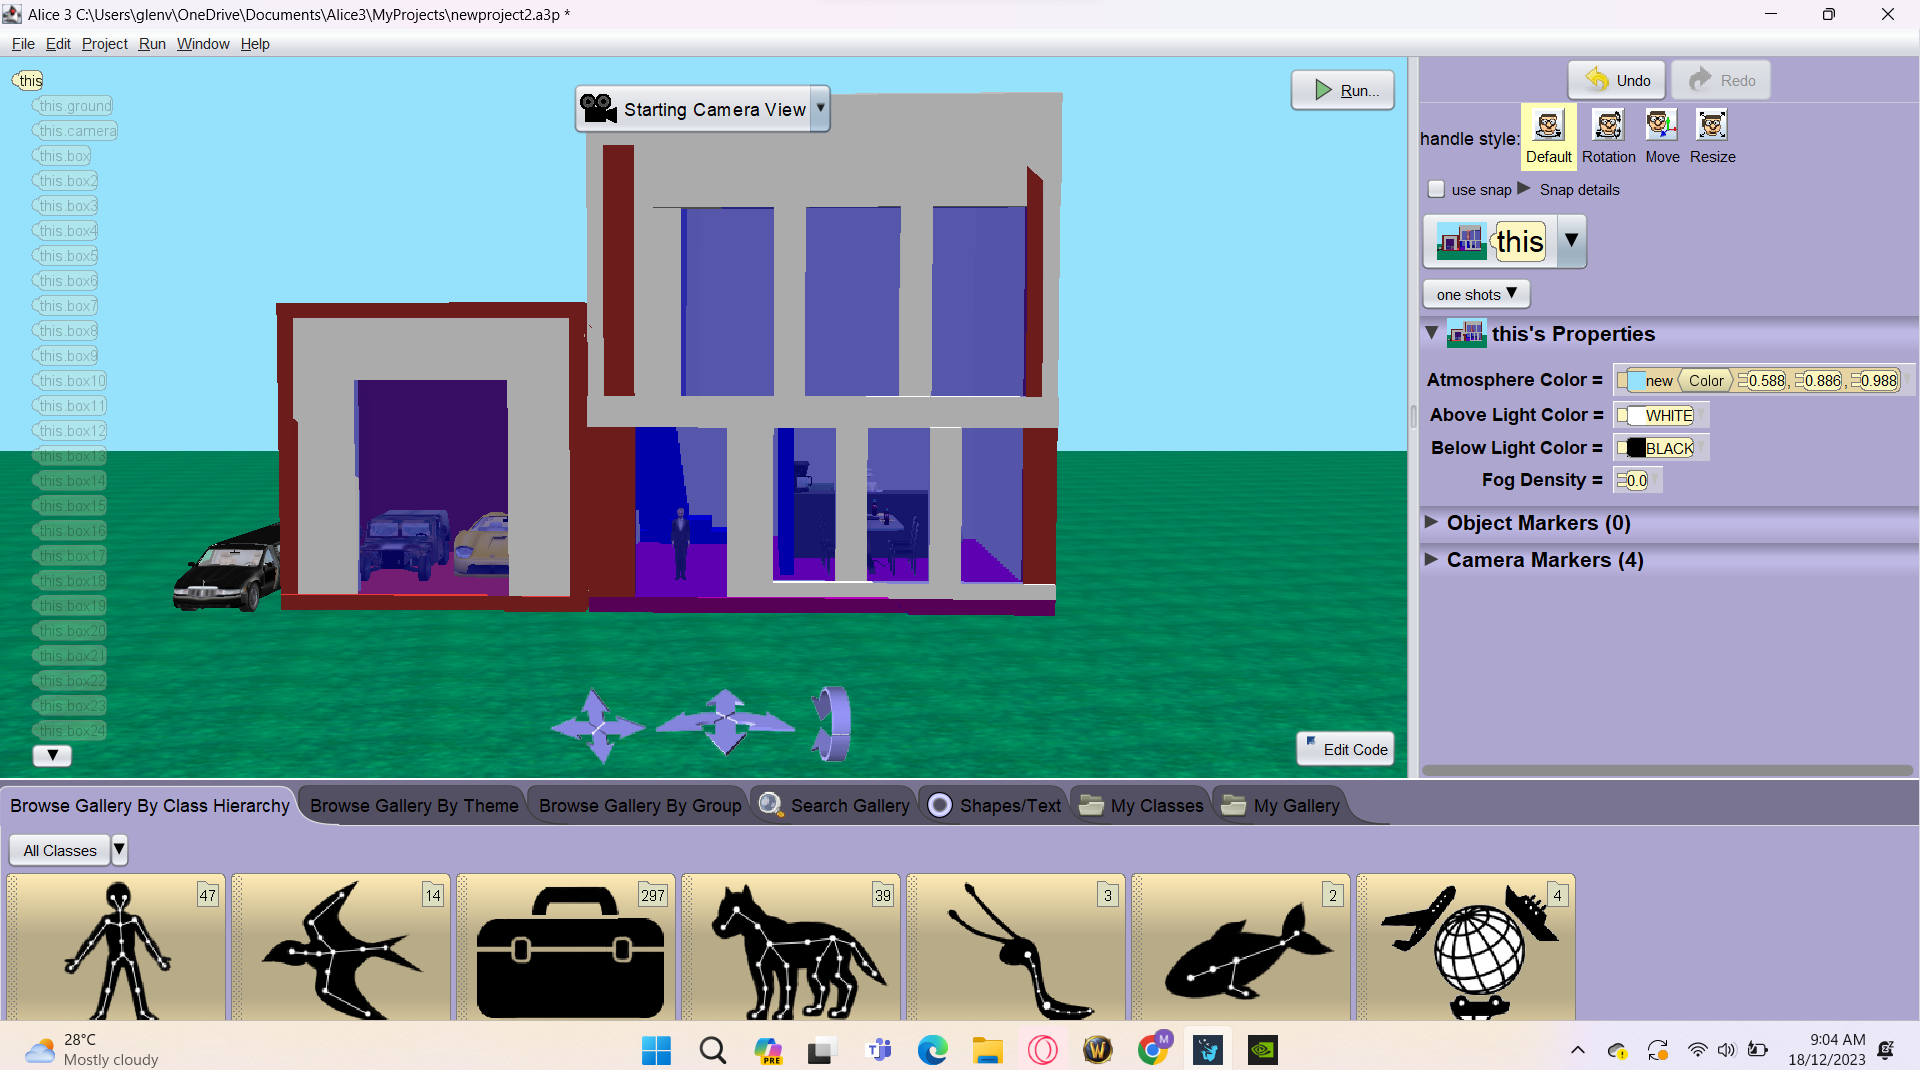 Alice 3 C:\Users\glenv\OneDrive\Documents\Alice3\MyProjects\newproject2.a3p *
File Edit Project Run Window Help
this
this.ground
this.camera
this.box
this.box2
this.box3
this.box4
this.box5
this.box6
this.box7
this.box8
this.box9
this.box10
this.box11
this.box12
this.box13
this.box14
this.box15
this.box16
this.box17
this.box18
this.box19
this.box20
this.box21
this.box22
this.box23
this.box24
Starting Camera View
Run...
Edit Code
Undo Redo
handle style: Default Rotation Move Resize
use snap Snap details
this
one shots
this's Properties
Atmosphere Color = new Color 0.588, 0.886, 0.988
Above Light Color = WHITE
Below Light Color = BLACK
Fog Density = 0.0
Object Markers (0)
Camera Markers (4)
Browse Gallery By Class Hierarchy Browse Gallery By Theme Browse Gallery By Group Search Gallery Shapes/Text My Classes My Gallery
All Classes
47 14 297 39 3 2 4
28°C
Mostly cloudy
PRE
W
M
9:04 AM
18/12/2023